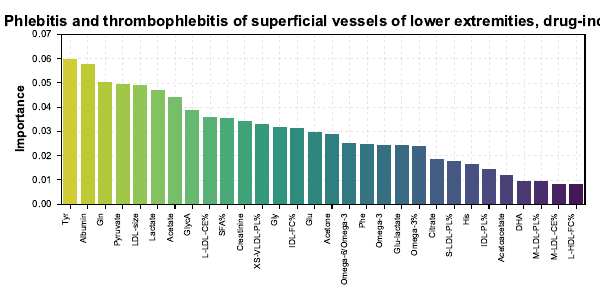 Phlebitis and thrombophlebitis of superficial vessels of lower extremities, drug-ind
Importance
0.07
0.06
0.05
0.04
0.03
0.02
0.01
0.00
Tyr
Albumin
Gln
Pyruvate
LDL-size
Lactate
Acetate
GlycA
L-LDL-CE%
SFA%
Creatinine
XS-VLDL-PL%
Gly
IDL-FC%
Glu
Acetone
Omega-6/Omega-3
Phe
Omega-3
Glu-lactate
Omega-3%
Citrate
S-LDL-PL%
His
IDL-PL%
Acetoacetate
DHA
M-LDL-PL%
M-LDL-CE%
L-HDL-FC%